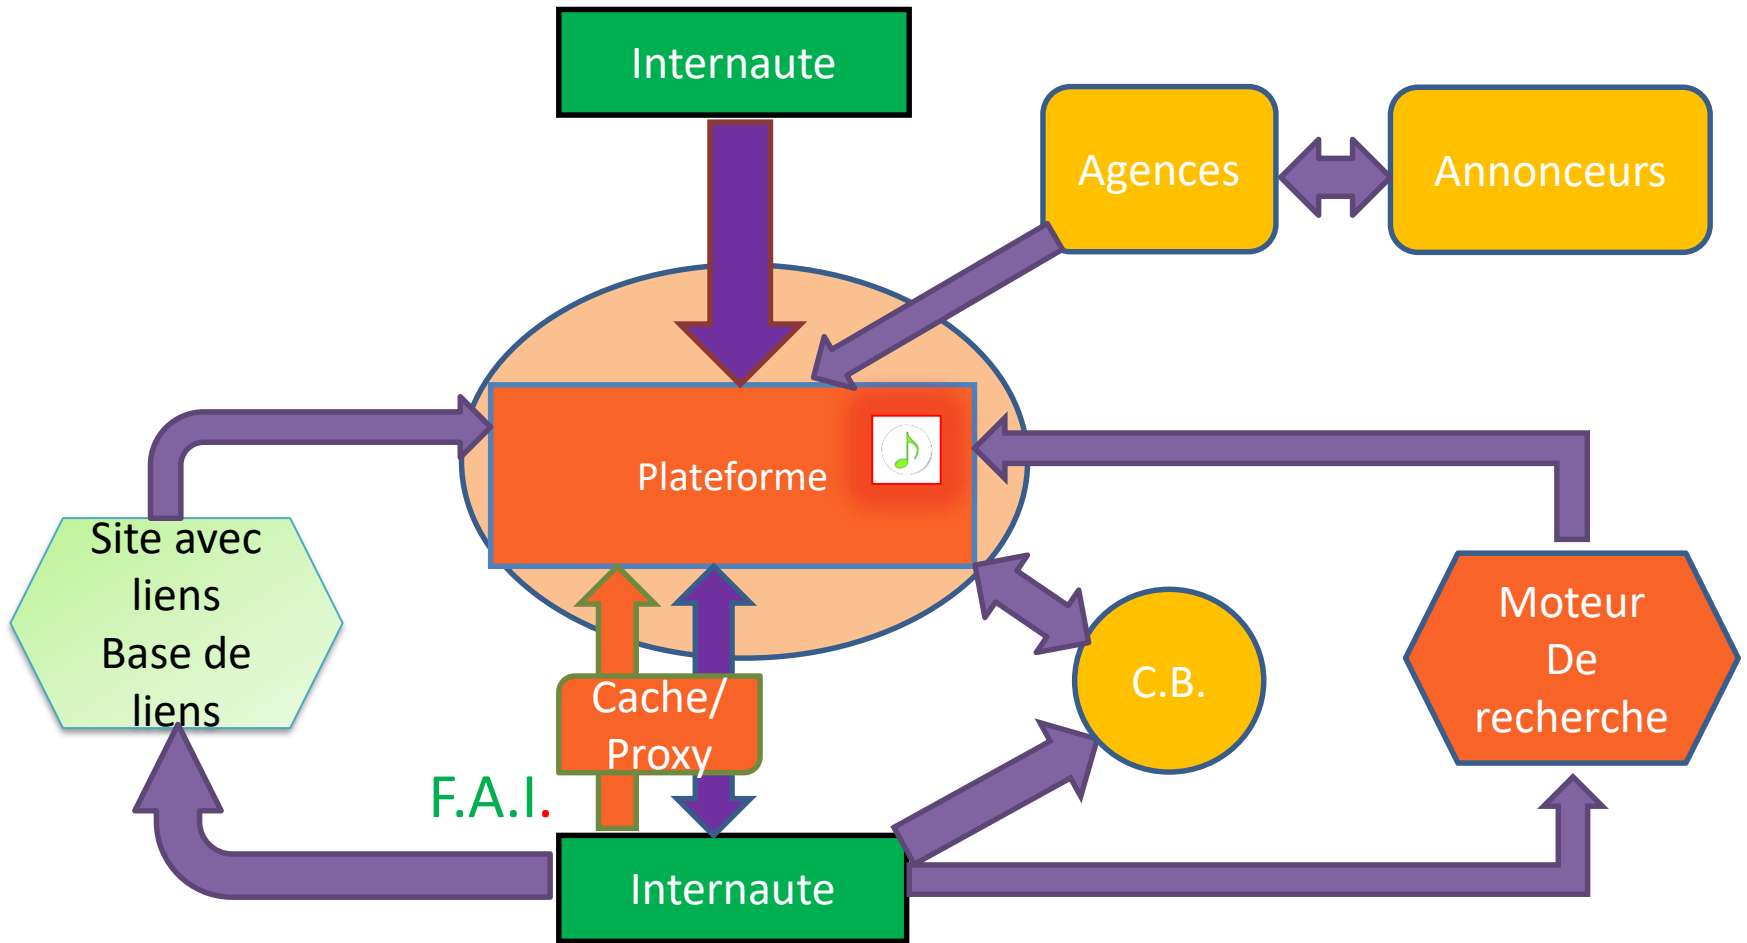 Internaute
Agences
Annonceurs
Plateforme
Site avec
liens
Base de
liens
Cache/
Proxy
C.B.
Moteur
De
recherche
F.A.I.
Internaute